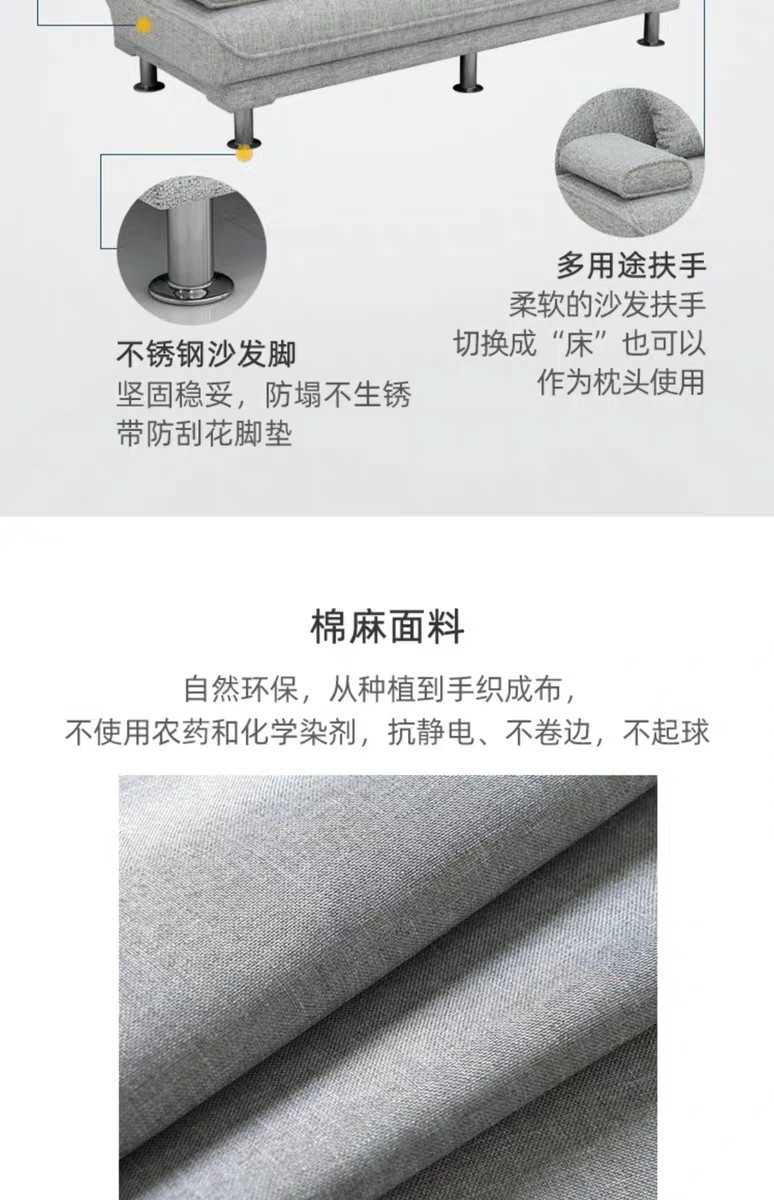 多用途扶手
柔软的沙发扶手
切换成“床”也可以
作为枕头使用
不锈钢沙发脚
坚固稳妥，防塌不生锈
带防刮花脚垫
棉麻面料
自然环保，从种植到手织成布，
不使用农药和化学染剂，抗静电、不卷边，不起球